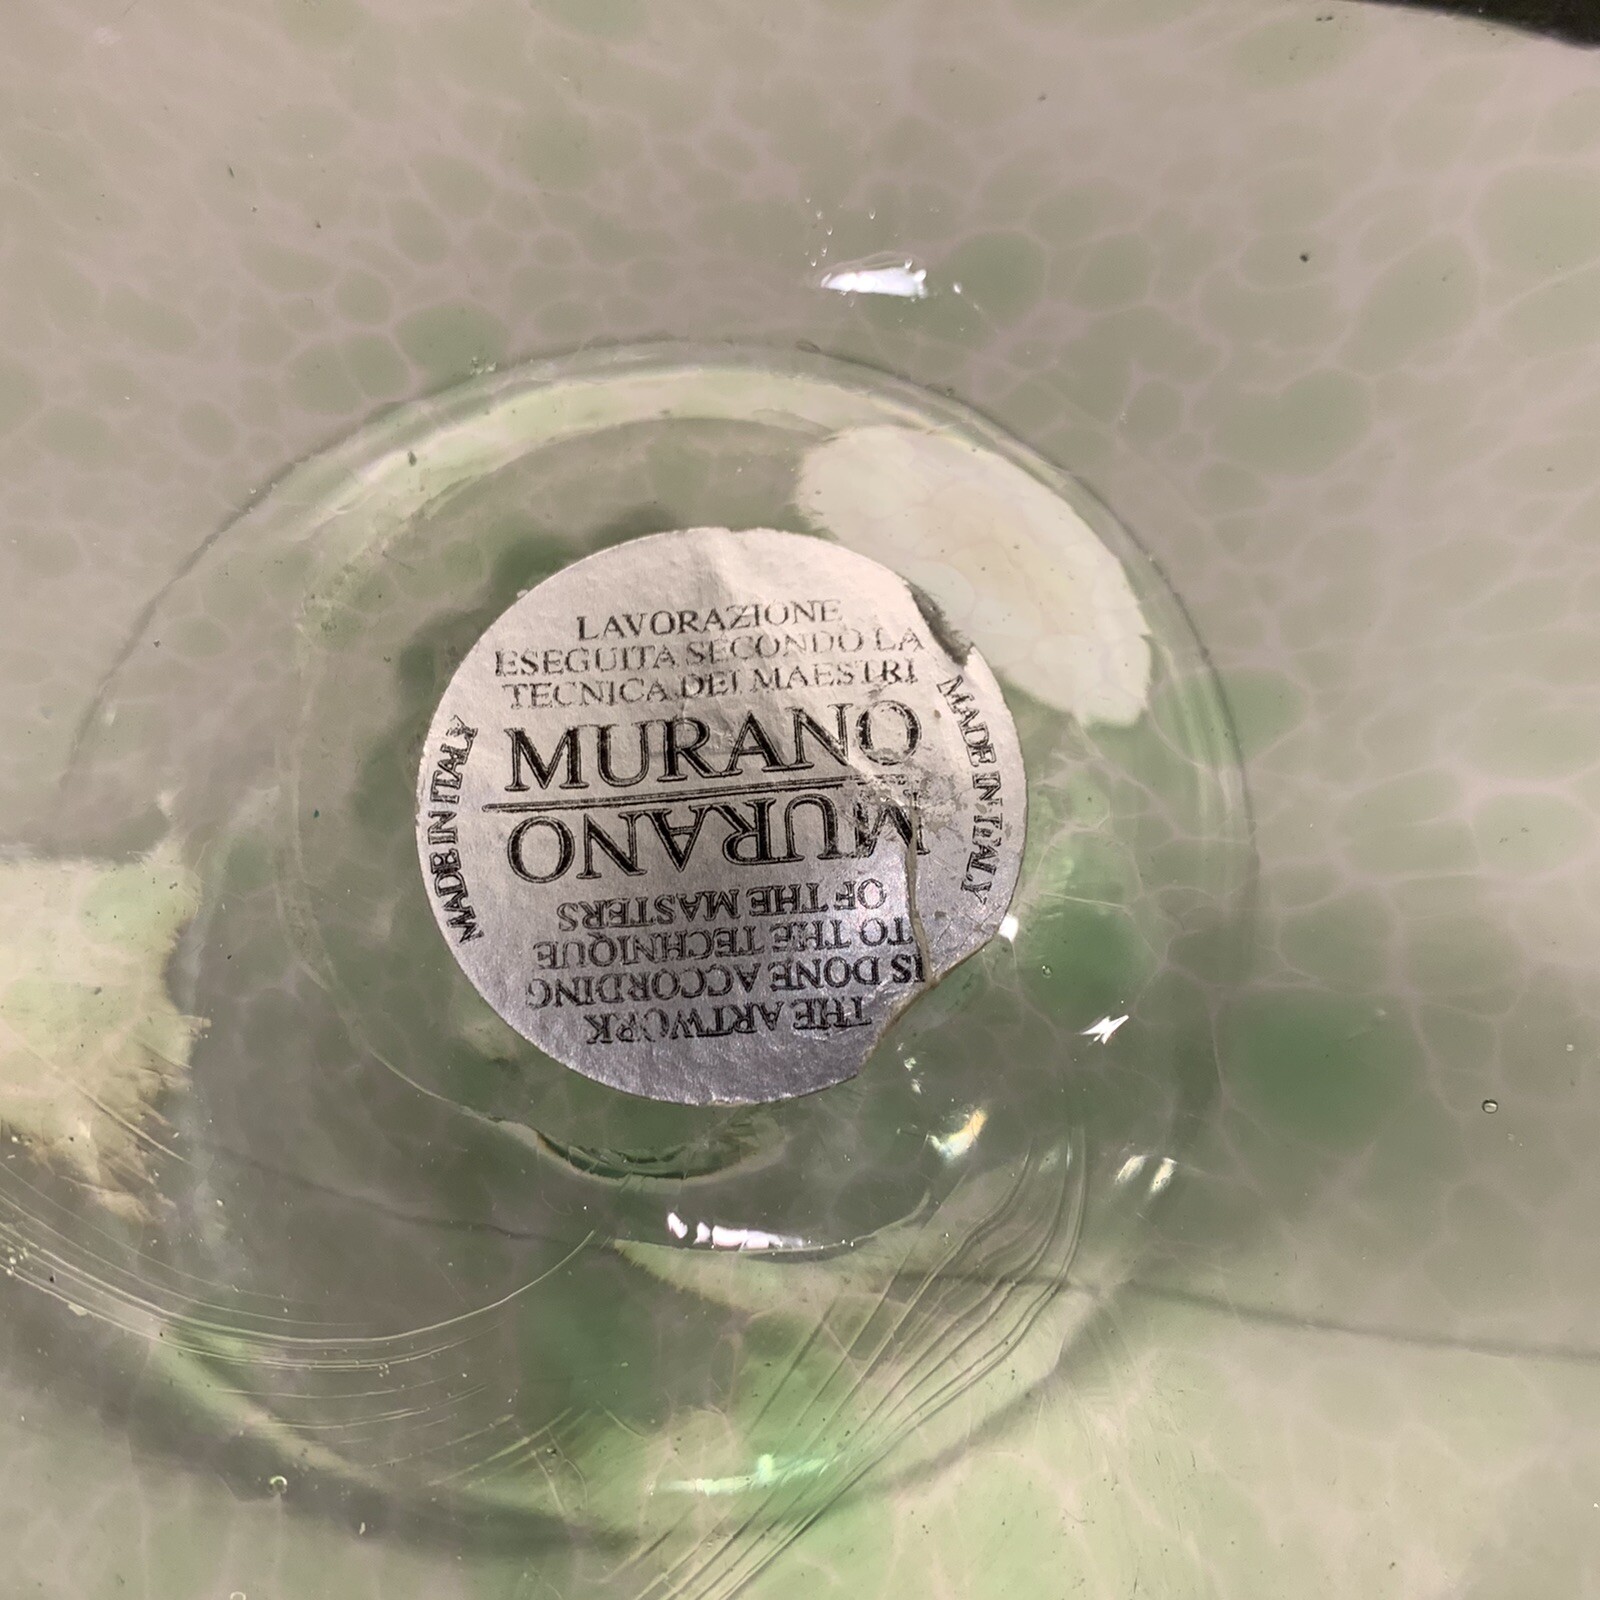 LAVORAZIONE
ESEGUITA SECONDO LA
TECNICA DEI MAESTRI
MURANO
MADE IN ITALY
MADE IN ITALY
THE ARTWORK
IS DONE ACCORDING
TO THE TECHNIQUE
OF THE MASTERS
MURANO